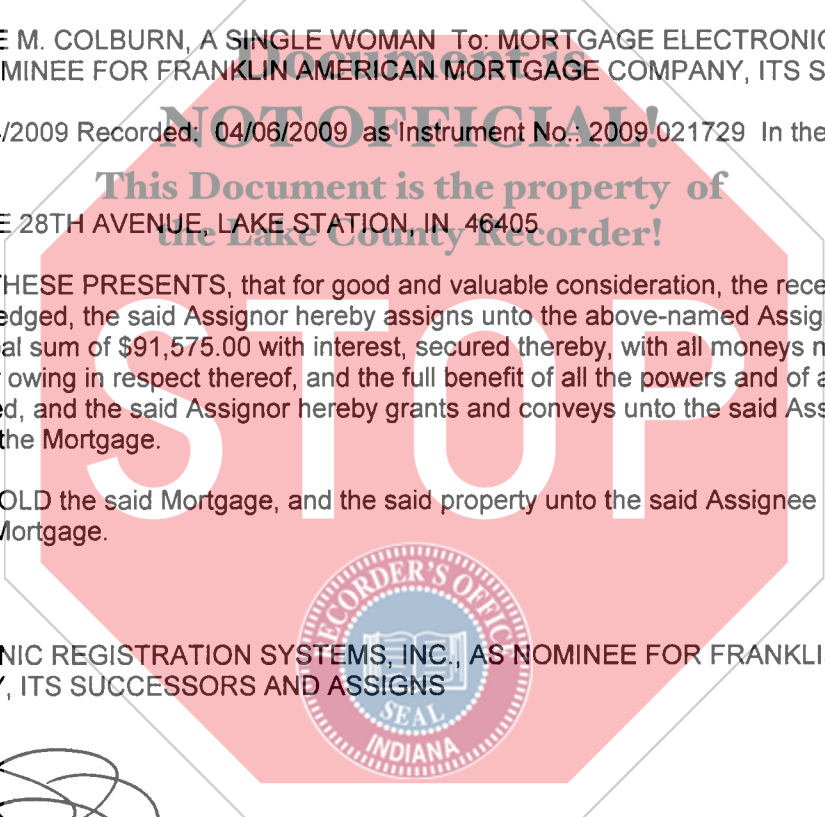 E M. COLBURN, A SINGLE WOMAN To: MORTGAGE ELECTRONIC
MINEE FOR FRANKLIN AMERICAN MORTGAGE COMPANY, ITS S
Document is
NOT OFFICIAL!
/2009 Recorded: 04/06/2009 as Instrument No.: 2009 021729 In the
This Document is the property of
the Lake County Recorder!
E 28TH AVENUE, LAKE STATION, IN 46405
THESE PRESENTS, that for good and valuable consideration, the rece
edged, the said Assignor hereby assigns unto the above-named Assig
al sum of $91,575.00 with interest, secured thereby, with all moneys n
owing in respect thereof, and the full benefit of all the powers and of a
ed, and the said Assignor hereby grants and conveys unto the said Ass
the Mortgage.
STOP
OLD the said Mortgage, and the said property unto the said Assignee
Mortgage.
RECORDER'S OFFICE
SEAL
INDIANA
NIC REGISTRATION SYSTEMS, INC., AS NOMINEE FOR FRANKLI
, ITS SUCCESSORS AND ASSIGNS